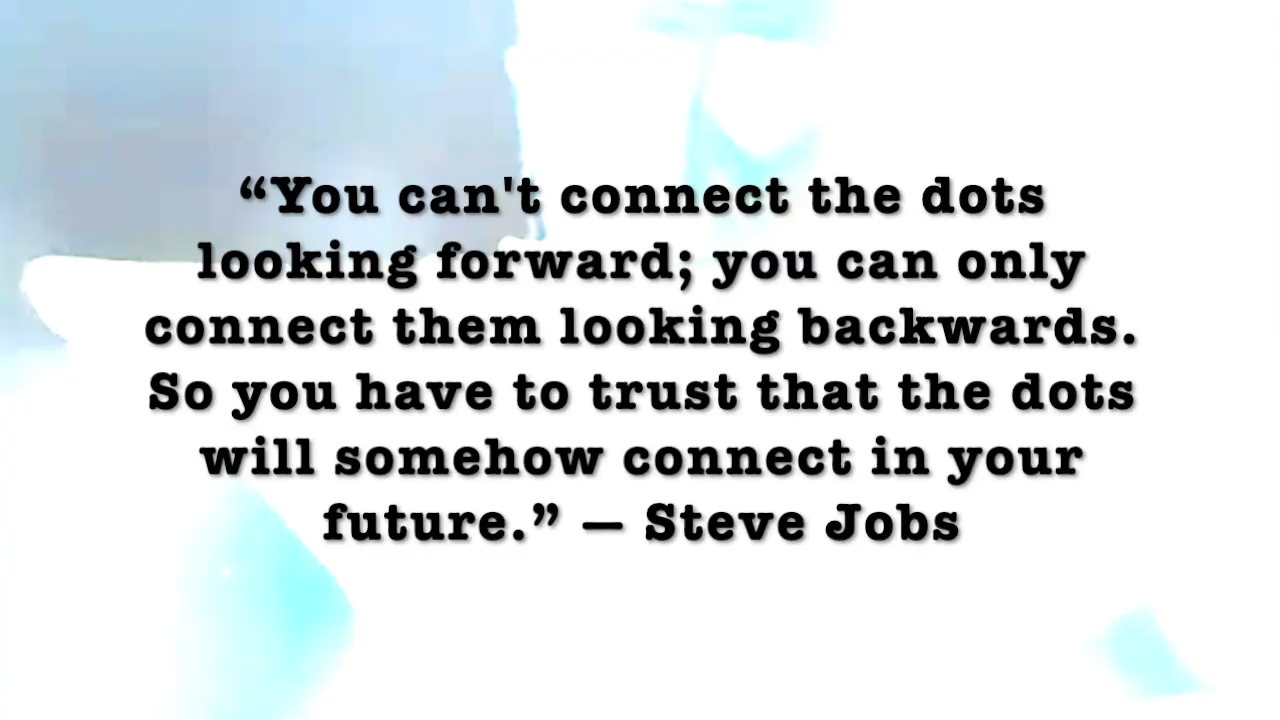 “You can't connect the dots
looking forward; you can only
connect them looking backwards.
So you have to trust that the dots
will somehow connect in your
future.” — Steve Jobs